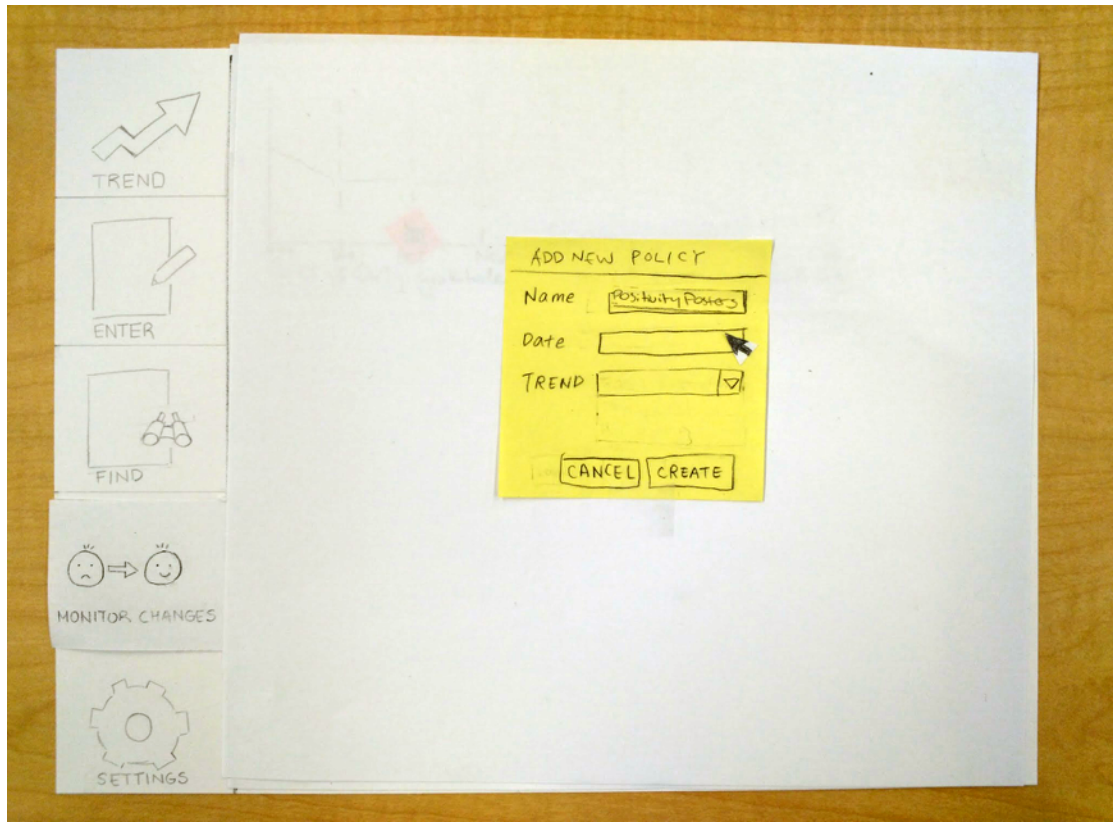 TREND
ENTER
FIND
MONITOR CHANGES
SETTINGS
ADD NEW POLICY
Name Positivity Posters
Date
TREND
CANCEL CREATE